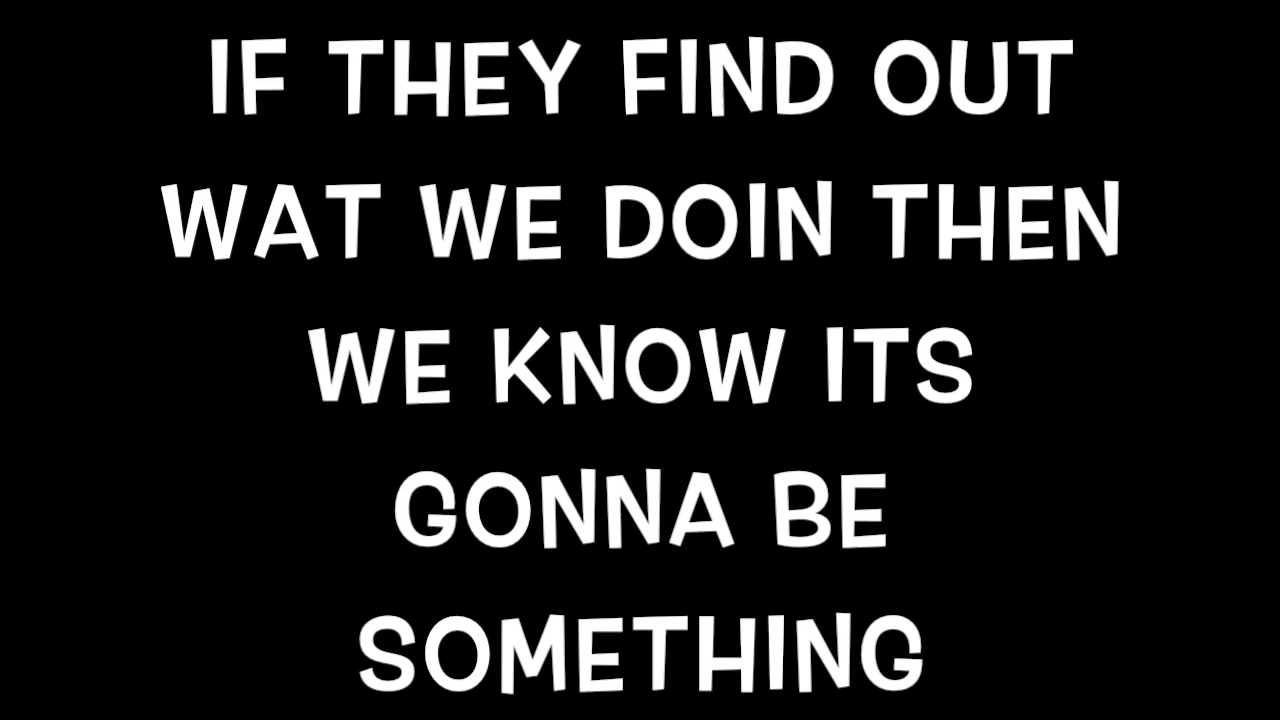 IF THEY FIND OUT
WAT WE DOIN THEN
WE KNOW ITS
GONNA BE
SOMETHING